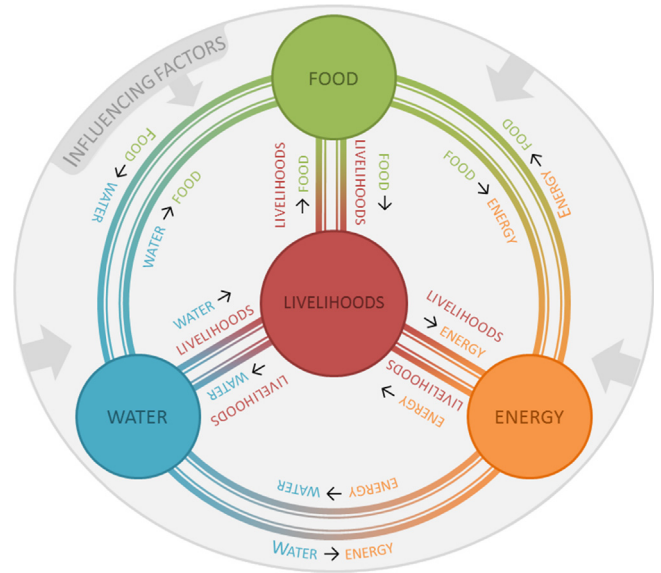 INFLUENCING FACTORS
FOOD
FOOD → WATER
WATER → FOOD
LIVELIHOODS
→ FOOD
FOOD →
LIVELIHOODS
FOOD → ENERGY
ENERGY → FOOD
LIVELIHOODS
WATER →
LIVELIHOODS
WATER ←
LIVELIHOODS
LIVELIHOODS
→ ENERGY
LIVELIHOODS
← ENERGY
WATER
ENERGY
WATER ← ENERGY
WATER → ENERGY